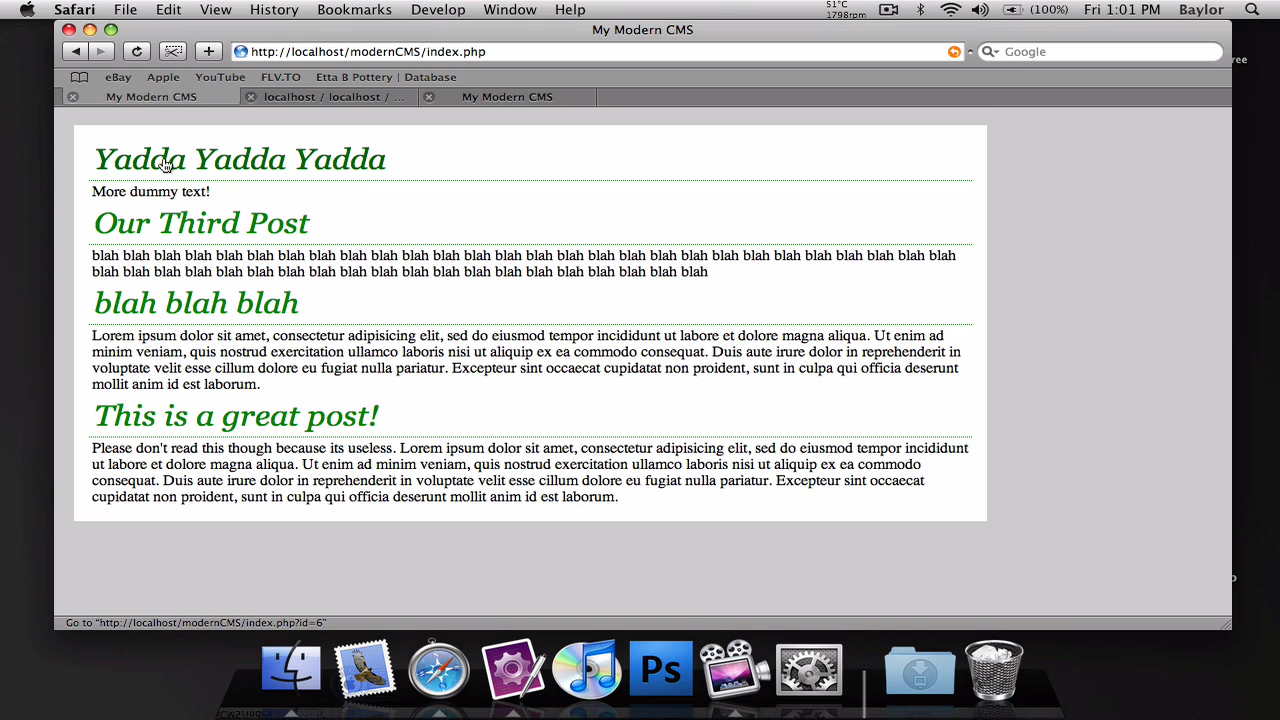 Safari File Edit View History Bookmarks Develop Window Help 51°C 1798rpm (100%) Fri 1:01 PM Baylor
My Modern CMS
http://localhost/modernCMS/index.php Google
eBay Apple YouTube FLV.TO Etta B Pottery | Database
My Modern CMS localhost / localhost / ... My Modern CMS
Yadda Yadda Yadda
More dummy text!
Our Third Post
blah blah blah blah blah blah blah blah blah blah blah blah blah blah blah blah blah blah blah blah blah blah blah blah blah blah blah blah
blah blah blah blah blah blah blah blah blah blah blah blah blah blah blah blah blah blah blah blah
blah blah blah
Lorem ipsum dolor sit amet, consectetur adipisicing elit, sed do eiusmod tempor incididunt ut labore et dolore magna aliqua. Ut enim ad
minim veniam, quis nostrud exercitation ullamco laboris nisi ut aliquip ex ea commodo consequat. Duis aute irure dolor in reprehenderit in
voluptate velit esse cillum dolore eu fugiat nulla pariatur. Excepteur sint occaecat cupidatat non proident, sunt in culpa qui officia deserunt
mollit anim id est laborum.
This is a great post!
Please don't read this though because its useless. Lorem ipsum dolor sit amet, consectetur adipisicing elit, sed do eiusmod tempor incididunt
ut labore et dolore magna aliqua. Ut enim ad minim veniam, quis nostrud exercitation ullamco laboris nisi ut aliquip ex ea commodo
consequat. Duis aute irure dolor in reprehenderit in voluptate velit esse cillum dolore eu fugiat nulla pariatur. Excepteur sint occaecat
cupidatat non proident, sunt in culpa qui officia deserunt mollit anim id est laborum.
Go to "http://localhost/modernCMS/index.php?id=6"
Ps